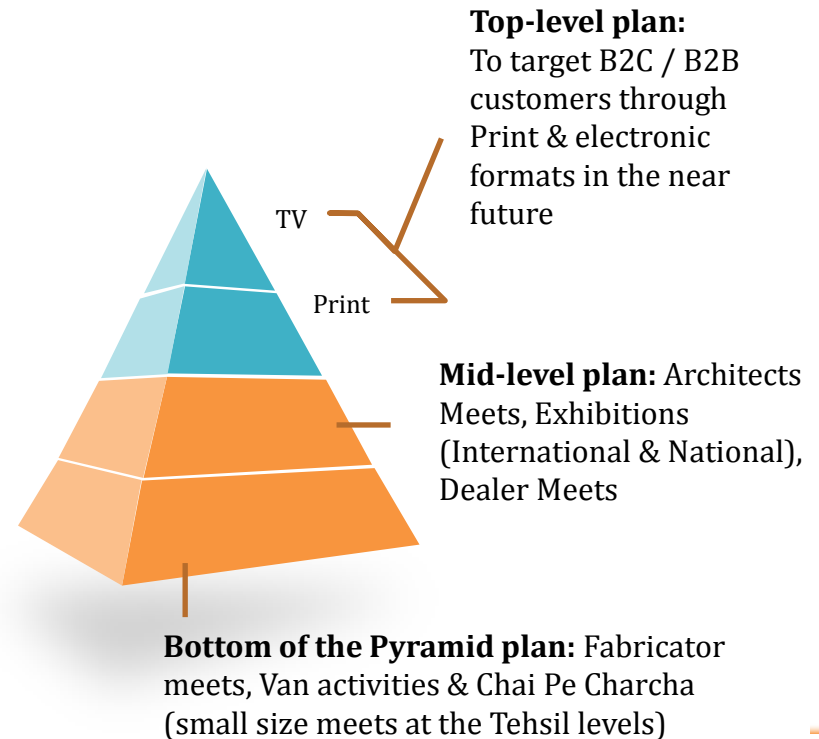 Top-level plan:
To target B2C / B2B
customers through
Print & electronic
formats in the near
future
TV
Print
Mid-level plan: Architects
Meets, Exhibitions
(International & National),
Dealer Meets
Bottom of the Pyramid plan: Fabricator
meets, Van activities & Chai Pe Charcha
(small size meets at the Tehsil levels)